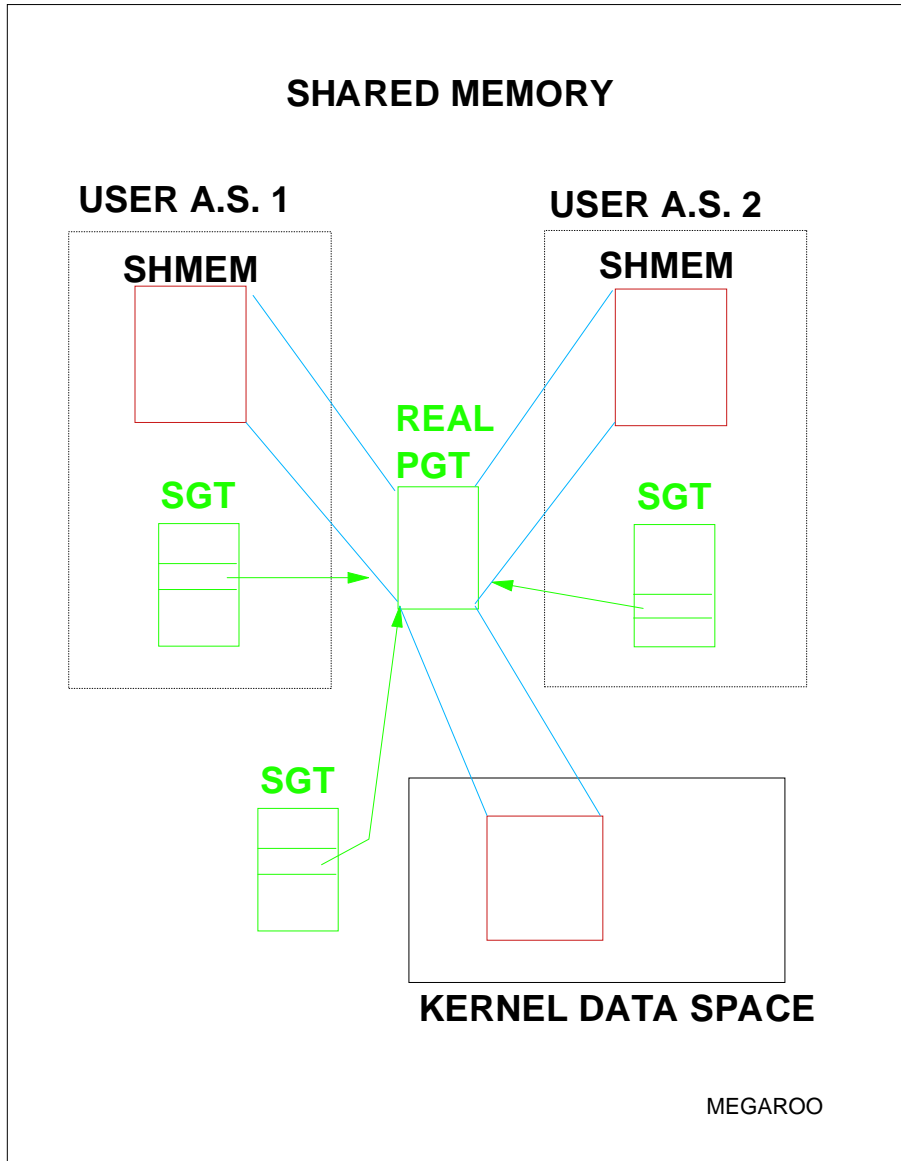 SHARED MEMORY
USER A.S. 1
USER A.S. 2
SHMEM
SHMEM
REAL
PGT
SGT
SGT
SGT
KERNEL DATA SPACE
MEGAROO